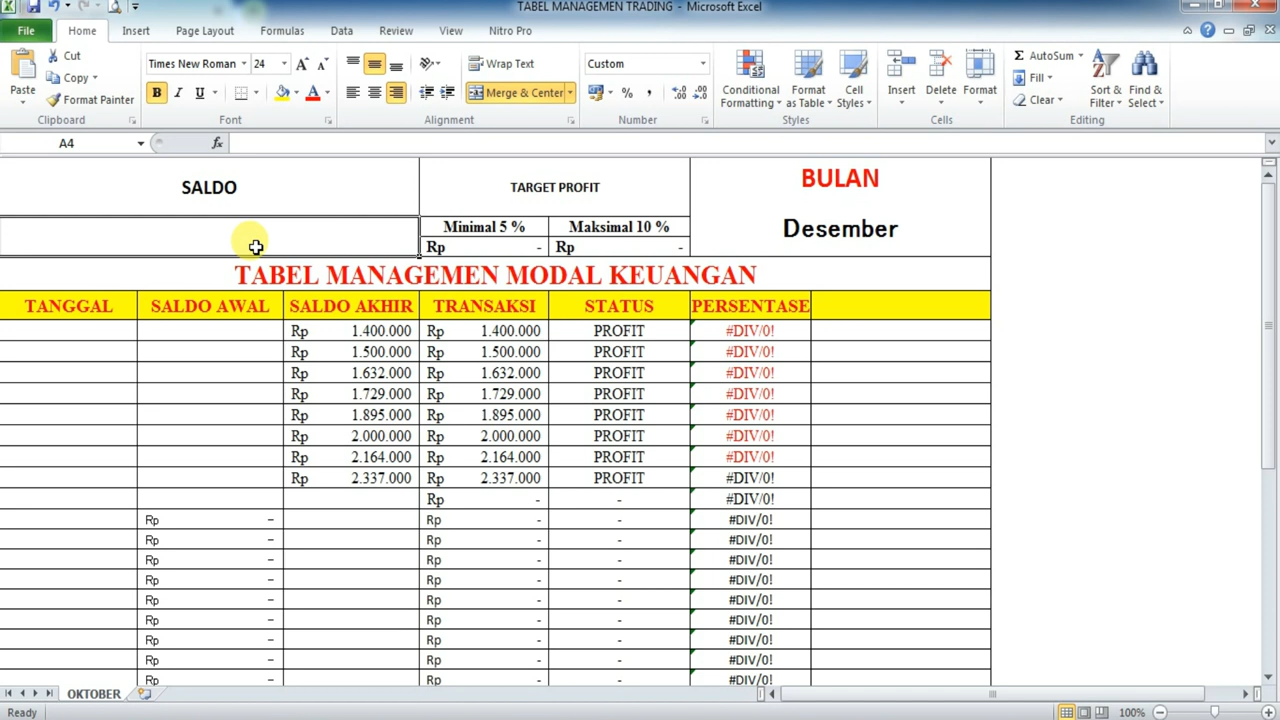 TABEL MANAGEMEN TRADING - Microsoft Excel
File Home Insert Page Layout Formulas Data Review View Nitro Pro
Cut
Copy
Format Painter
Paste
Clipboard
Times New Roman 24
B I U A
Font
Wrap Text
Merge & Center
Alignment
Custom
%
Number
Conditional Formatting
Format as Table
Cell Styles
Styles
Insert Delete Format
Cells
AutoSum
Fill
Clear
Sort & Filter
Find & Select
Editing
A4 fx
SALDO
TARGET PROFIT
BULAN
Desember
Minimal 5 % Maksimal 10 %
Rp - Rp -
TABEL MANAGEMEN MODAL KEUANGAN
TANGGAL SALDO AWAL SALDO AKHIR TRANSAKSI STATUS PERSENTASE
Rp 1.400.000 Rp 1.400.000 PROFIT #DIV/0!
Rp 1.500.000 Rp 1.500.000 PROFIT #DIV/0!
Rp 1.632.000 Rp 1.632.000 PROFIT #DIV/0!
Rp 1.729.000 Rp 1.729.000 PROFIT #DIV/0!
Rp 1.895.000 Rp 1.895.000 PROFIT #DIV/0!
Rp 2.000.000 Rp 2.000.000 PROFIT #DIV/0!
Rp 2.164.000 Rp 2.164.000 PROFIT #DIV/0!
Rp 2.337.000 Rp 2.337.000 PROFIT #DIV/0!
Rp - - #DIV/0!
Rp - Rp - - #DIV/0!
Rp - Rp - - #DIV/0!
Rp - Rp - - #DIV/0!
Rp - Rp - - #DIV/0!
Rp - Rp - - #DIV/0!
Rp - Rp - - #DIV/0!
Rp - Rp - - #DIV/0!
Rp - Rp - - #DIV/0!
Rp - Rp - - #DIV/0!
OKTOBER
Ready 100%